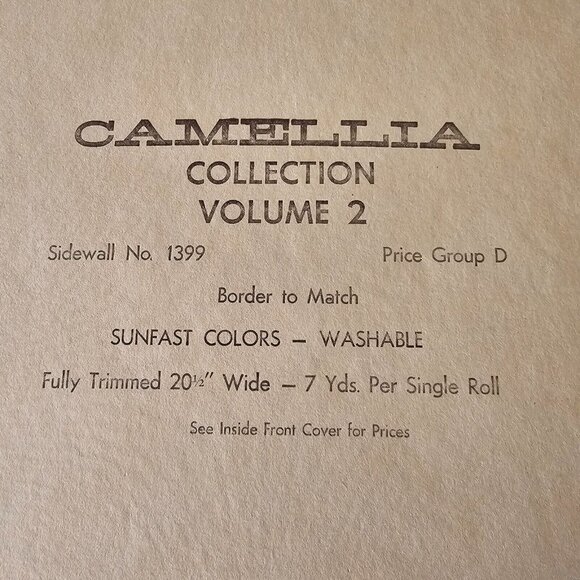 CAMELLIA
COLLECTION
VOLUME 2
Sidewall No. 1399 Price Group D
Border to Match
SUNFAST COLORS – WASHABLE
Fully Trimmed 20½" Wide – 7 Yds. Per Single Roll
See Inside Front Cover for Prices